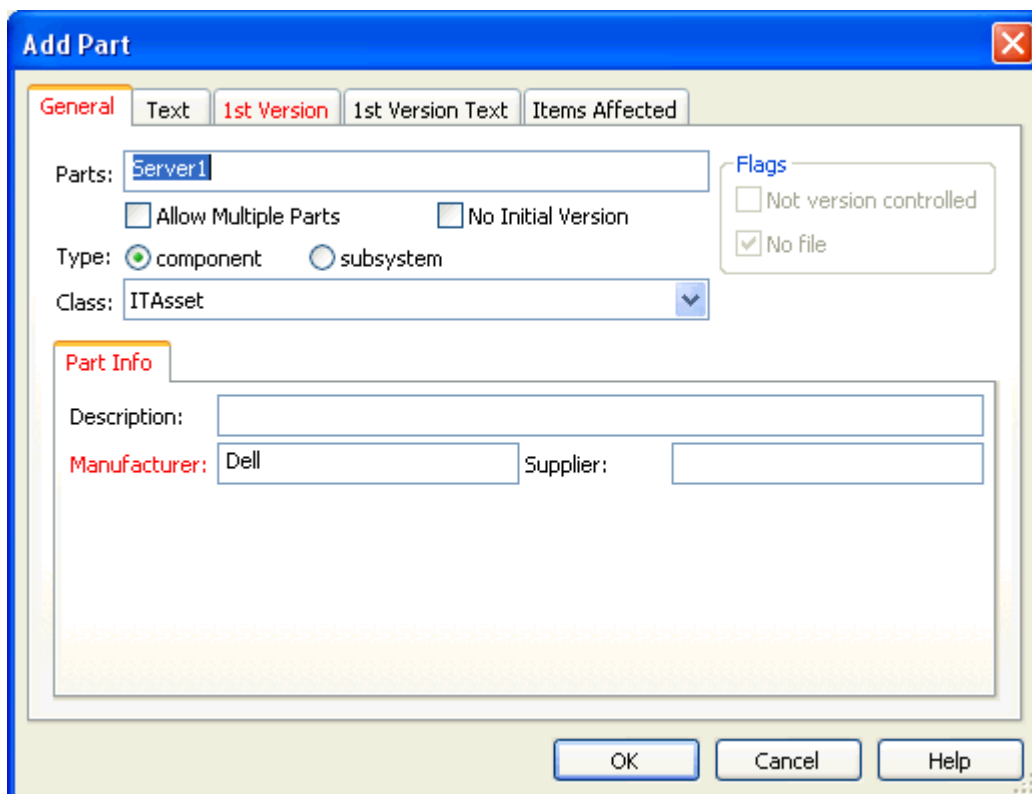 Add Part
General Text 1st Version 1st Version Text Items Affected
Parts: Server1 Flags
Allow Multiple Parts No Initial Version Not version controlled
No file
Type: component subsystem
Class: ITAsset
Part Info
Description:
Manufacturer: Dell Supplier:
OK Cancel Help